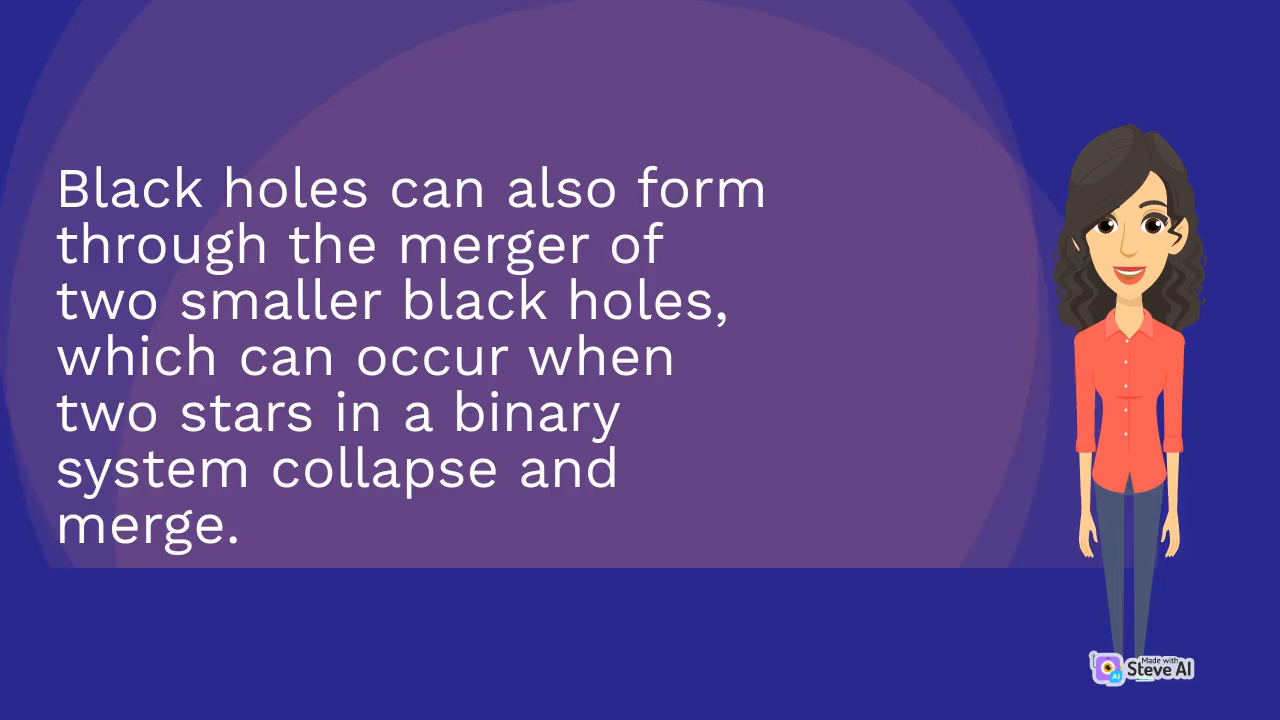 Black holes can also form
through the merger of
two smaller black holes,
which can occur when
two stars in a binary
system collapse and
merge.
Made with
Steve AI
AI